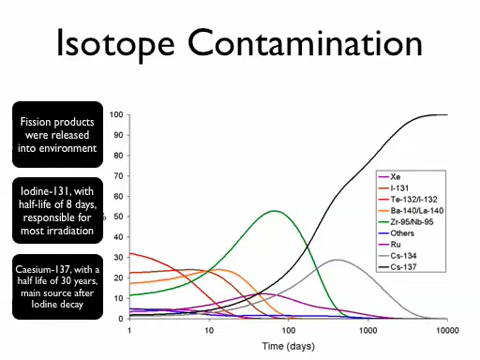 Isotope Contamination
Fission products
were released
into environment
Iodine-131, with
half-life of 8 days,
responsible for
most irradiation
Caesium-137, with a
half life of 30 years,
main source after
Iodine decay
%
100
90
80
70
60
50
40
30
20
10
0
1
10
100
1000
10000
Time (days)
Xe
I-131
Te-132/I-132
Ba-140/La-140
Zr-95/Nb-95
Others
Ru
Cs-134
Cs-137